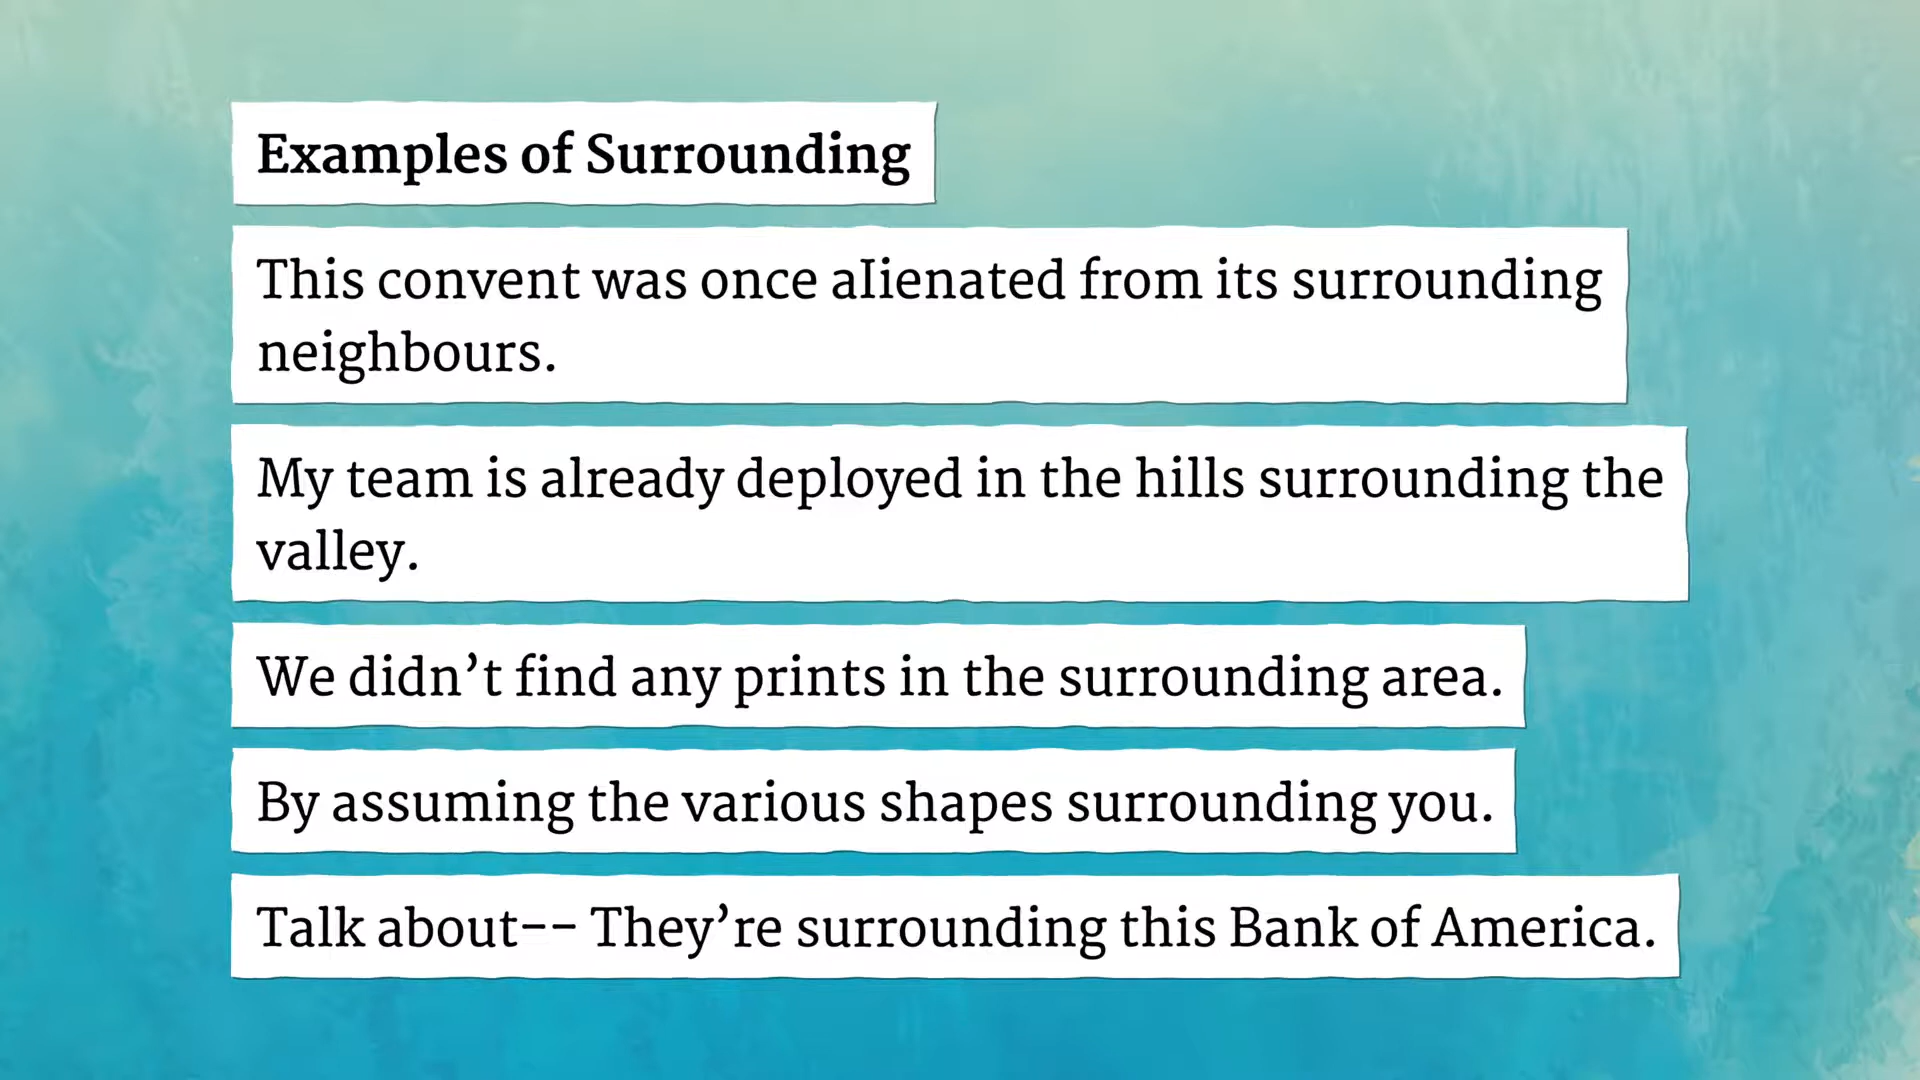 Examples of Surrounding
This convent was once aIienated from its surrounding
neighbours.
My team is already deployed in the hills surrounding the
valley.
We didn’t find any prints in the surrounding area.
By assuming the various shapes surrounding you.
Talk about-- They’re surrounding this Bank of America.